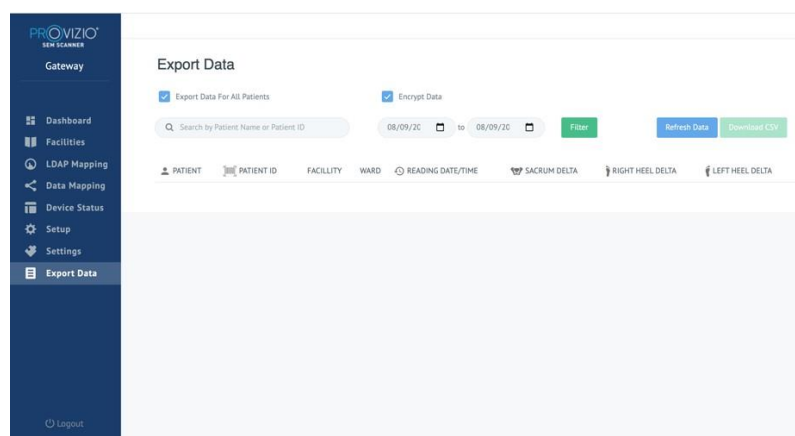 PROVIZIO®
SEM SCANNER
Gateway
Dashboard
Facilities
LDAP Mapping
Data Mapping
Device Status
Setup
Settings
Export Data
Logout
Export Data
Export Data For All Patients
Encrypt Data
Search by Patient Name or Patient ID
08/09/20 to 08/09/20
Filter
Refresh Data
Download CSV
PATIENT PATIENT ID FACILLITY WARD READING DATE/TIME SACRUM DELTA RIGHT HEEL DELTA LEFT HEEL DELTA